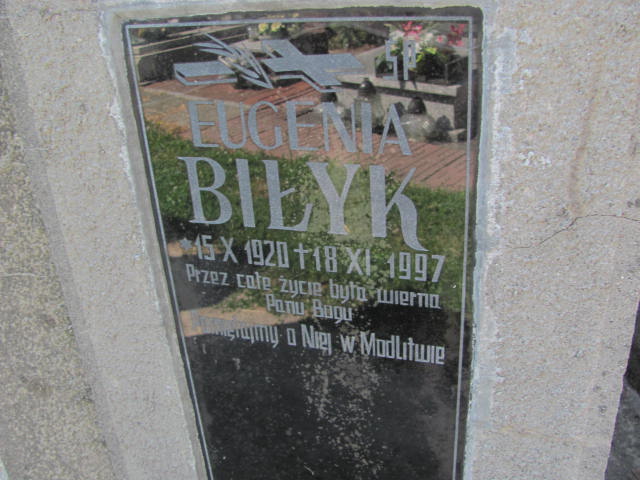 ŚP
EUGENIA
BIŁYK
*15 X 1920 †18 XI 1997
Przez całe życie była wierna
Panu Bogu
Pamiętajmy o Niej w Modlitwie